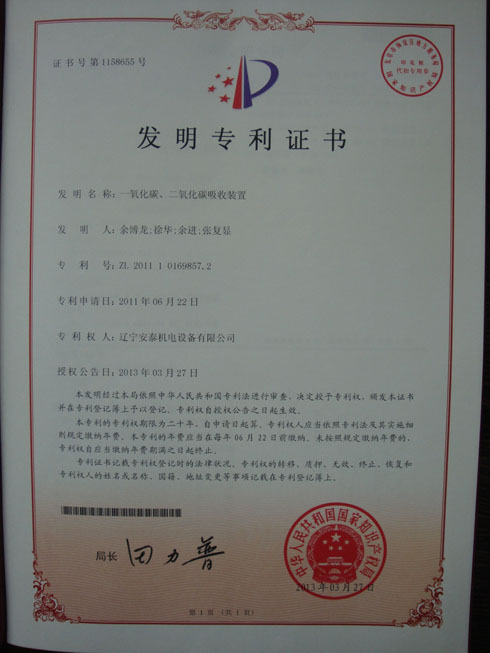 证书号第1158655号
发明专利证书
发明名称：一氧化碳、二氧化碳吸收装置
发明人：余博龙;徐华;余进;张复显
专利号：ZL 2011 1 0169857.2
专利申请日：2011年06月22日
专利权人：辽宁安泰机电设备有限公司
授权公告日：2013年03月27日
本发明经过本局依照中华人民共和国专利法进行审查，决定授予专利权，颁发本证书
并在专利登记簿上予以登记。专利权自授权公告之日起生效。
本专利的专利权期限为二十年，自申请日起算。专利权人应当依照专利法及其实施细
则规定缴纳年费。本专利的年费应当在每年06月22日前缴纳。未按照规定缴纳年费的，
专利权自应当缴纳年费期满之日起终止。
专利证书记载专利权登记时的法律状况。专利权的转移、质押、无效、终止、恢复和
专利权人的姓名或名称、国籍、地址变更等事项记载在专利登记簿上。
局长
田力普
中华人民共和国国家知识产权局
2013年03月27日
第1页（共1页）